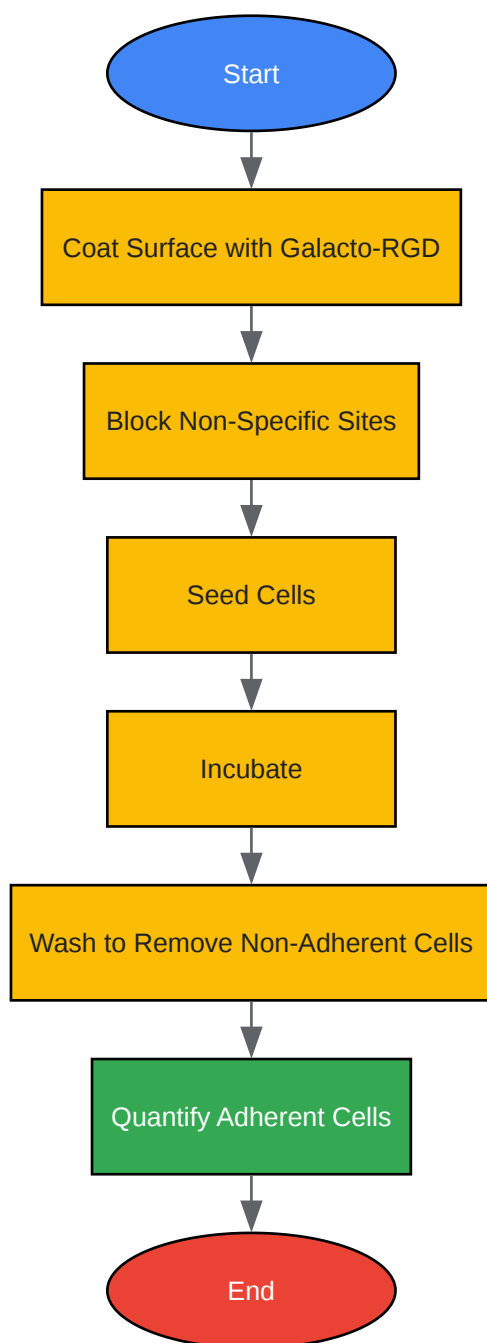 Start
Coat Surface with Galacto-RGD
Block Non-Specific Sites
Seed Cells
Incubate
Wash to Remove Non-Adherent Cells
Quantify Adherent Cells
End